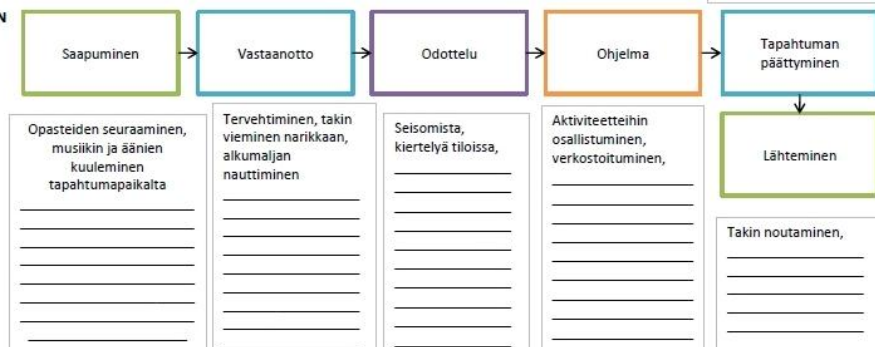 N
Saapuminen
Vastaanotto
Odottelu
Ohjelma
Tapahtuman
päättyminen
Lähteminen
Opasteiden seuraaminen,
musiikin ja äänien
kuuleminen
tapahtumapaikalta
Tervehtiminen, takin
vieminen narikkaan,
alkumaljan
nauttiminen
Seisomista,
kiertelyä tiloissa,
Aktiviteetteihin
osallistuminen,
verkostoituminen,
Takin noutaminen,